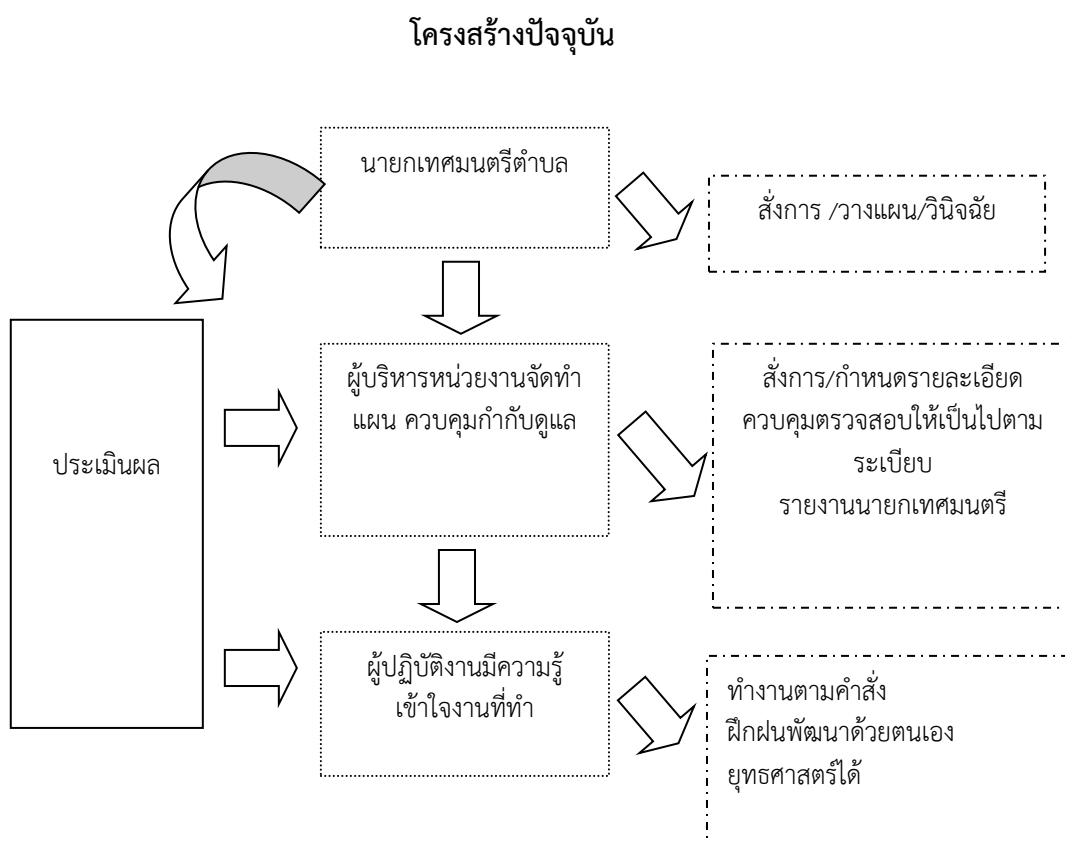 โครงสร้างปัจจุบัน
นายกเทศมนตรีตำบล
สั่งการ /วางแผน/วินิจฉัย
ผู้บริหารหน่วยงานจัดทำ
แผน ควบคุมกำกับดูแล
สั่งการ/กำหนดรายละเอียด
ควบคุมตรวจสอบให้เป็นไปตาม
ระเบียบ
รายงานนายกเทศมนตรี
ประเมินผล
ผู้ปฏิบัติงานมีความรู้
เข้าใจงานที่ทำ
ทำงานตามคำสั่ง
ฝึกฝนพัฒนาด้วยตนเอง
ยุทธศาสตร์ได้